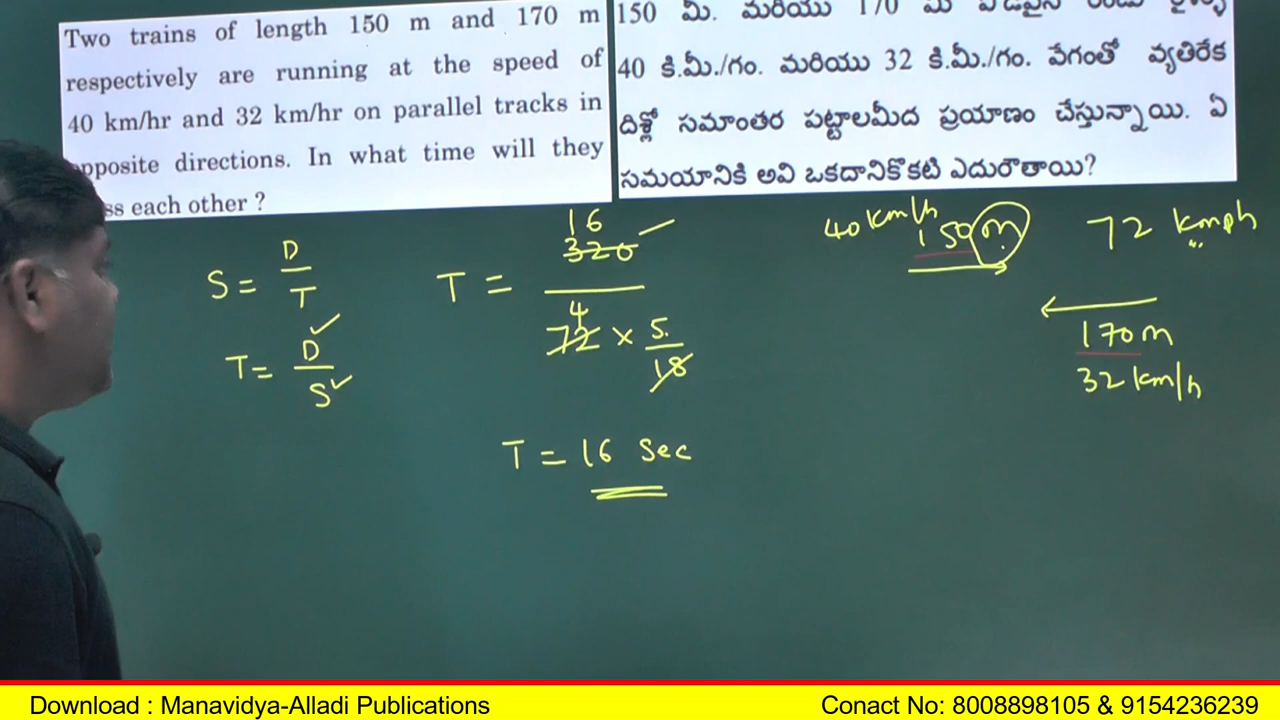 Two trains of length 150 m and 170 m
respectively are running at the speed of
40 km/hr and 32 km/hr on parallel tracks in
opposite directions. In what time will they
each other ?
150 మీ. మరియు 170 మీ
40 కి.మీ./గం. మరియు 32 కి.మీ./గం. వేగంతో వ్యతిరేక
దిశ్లో సమాంతర పట్టాలమీద ప్రయాణం చేస్తున్నాయి. ఏ
సమయానికి అవి ఒకదానికొకటి ఎదురౌతాయి?
S = D/T
T = D/S
T =
16
320
4
72 × 5/18
T = 16 Sec
40 km/h
150 m
72 kmph
170 m
32 km/h
Download : Manavidya-Alladi Publications
Conact No: 8008898105 & 9154236239